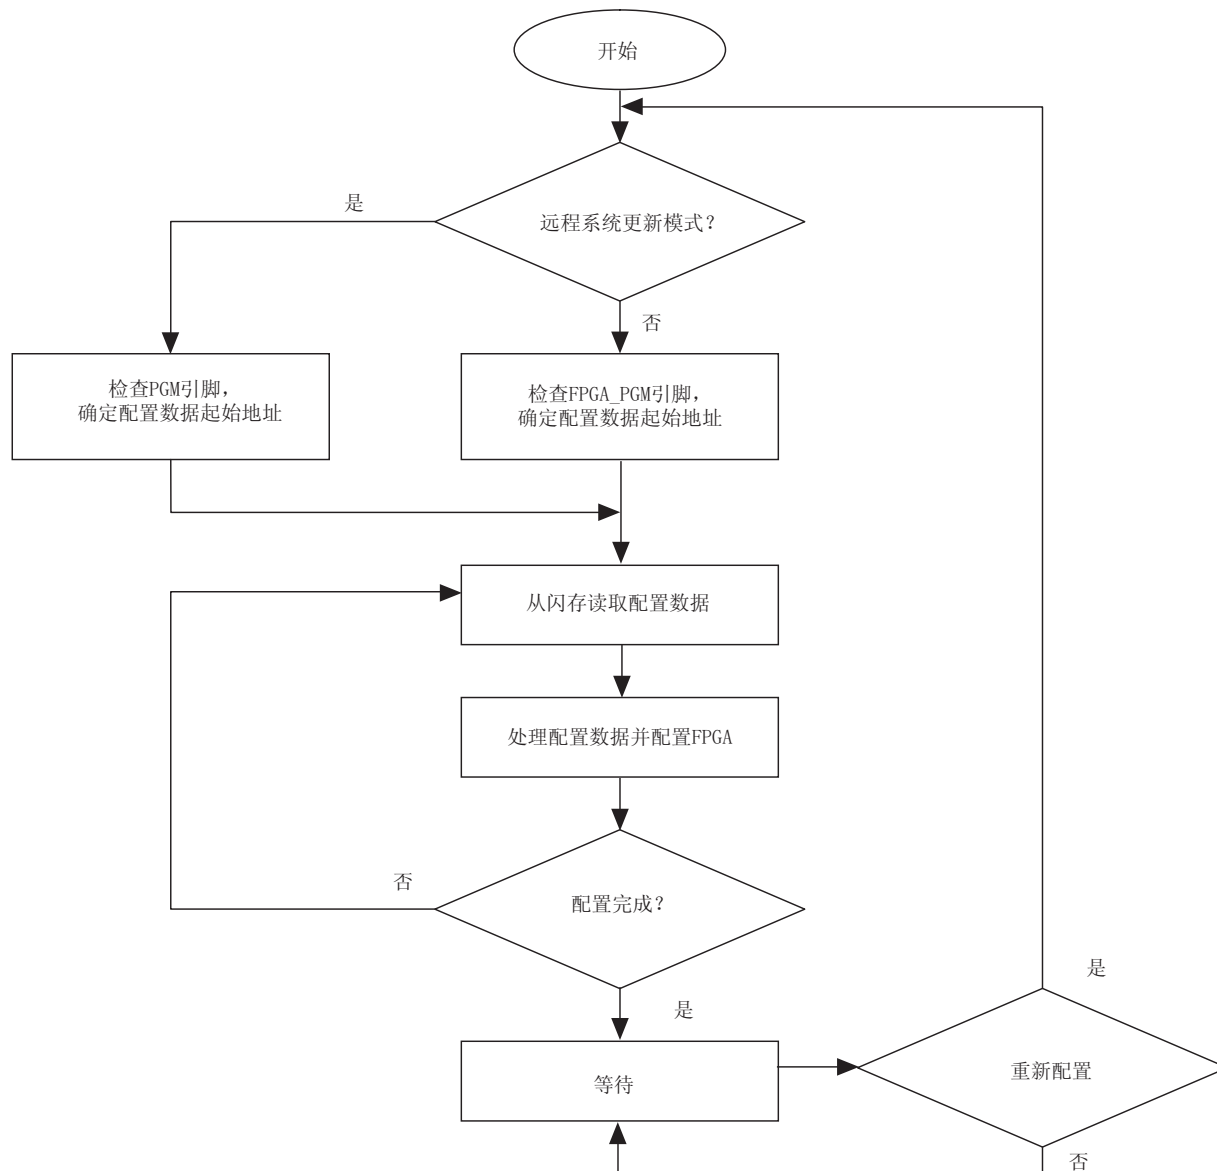 开始
是
远程系统更新模式?
否
检查PGM引脚,
确定配置数据起始地址
检查FPGA_PGM引脚,
确定配置数据起始地址
从闪存读取配置数据
处理配置数据并配置FPGA
否
配置完成?
是
是
等待
重新配置
否